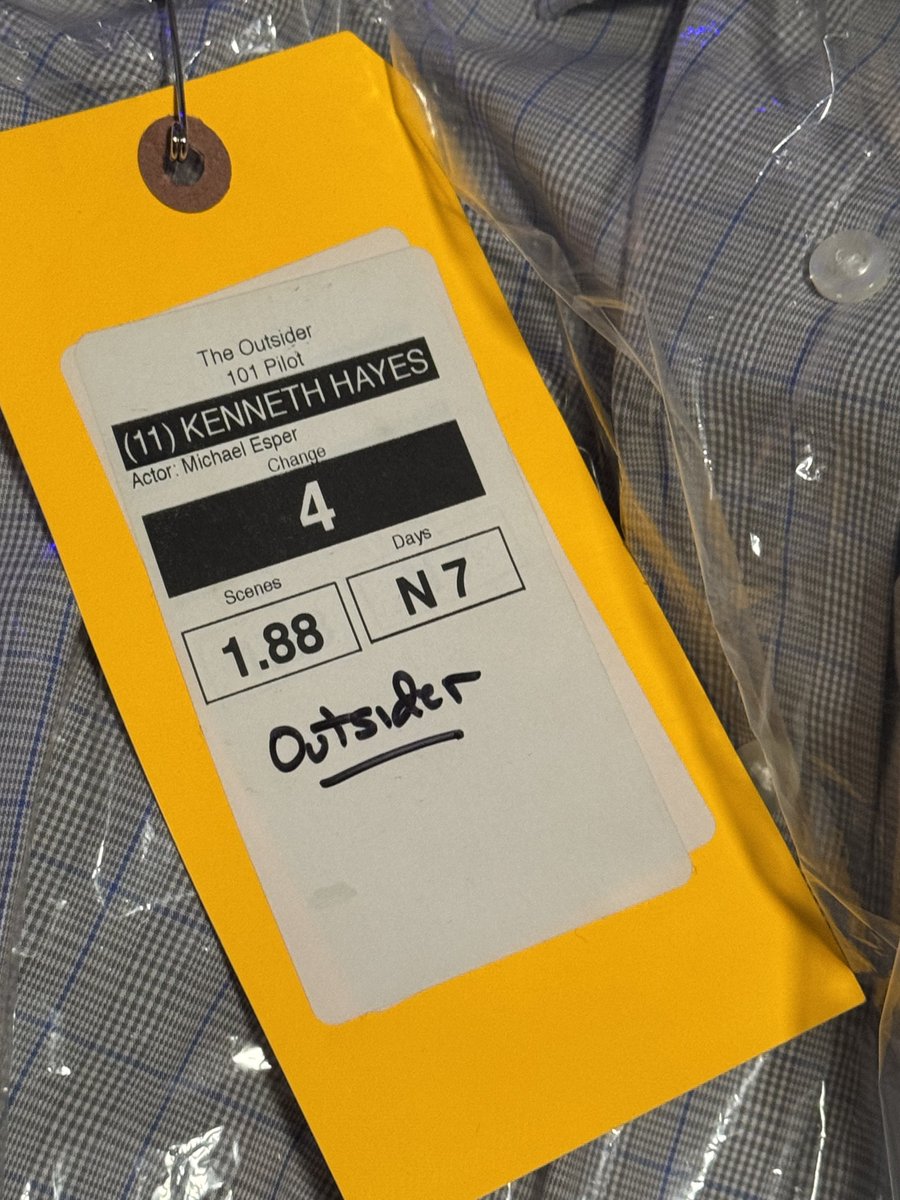 The Outsider
101 Pilot
(11) KENNETH HAYES
Actor: Michael Esper
Change
4
Scenes Days
1.88 N 7
Outsider